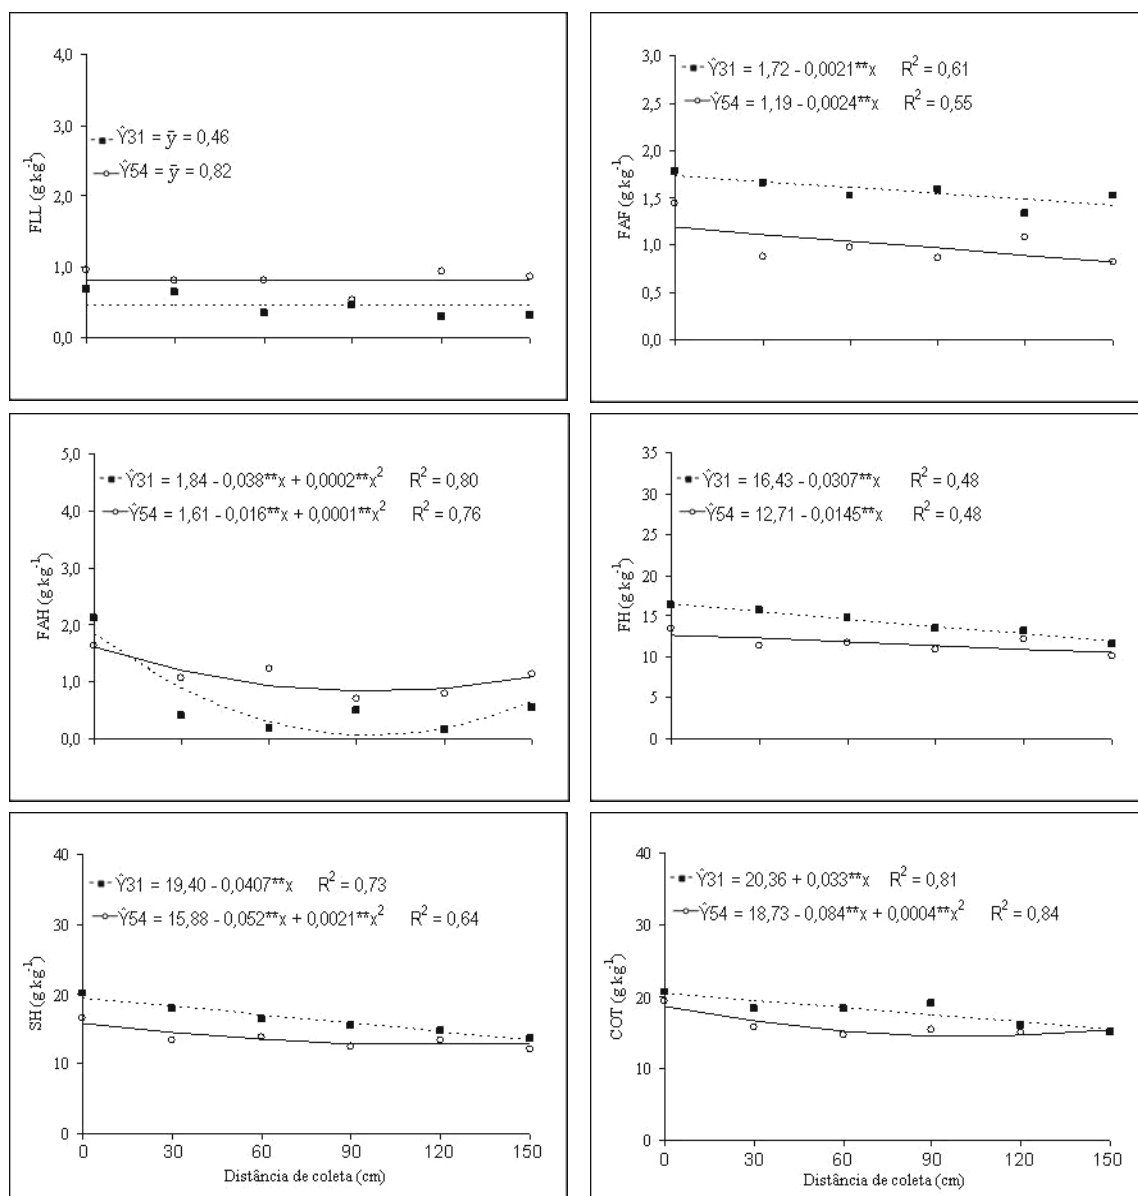 4,0
3,0
2,0
1,0
0,0
FLL (g kg⁻¹)
Ŷ31 = ȳ = 0,46
Ŷ54 = ȳ = 0,82
3,0
2,5
2,0
1,5
1,0
0,5
0,0
FAF (g kg⁻¹)
Ŷ31 = 1,72 - 0,0021**x R² = 0,61
Ŷ54 = 1,19 - 0,0024**x R² = 0,55
5,0
4,0
3,0
2,0
1,0
0,0
FAH (g kg⁻¹)
Ŷ31 = 1,84 - 0,038**x + 0,0002**x² R² = 0,80
Ŷ54 = 1,61 - 0,016**x + 0,0001**x² R² = 0,76
35
30
25
20
15
10
5
0
FH (g kg⁻¹)
Ŷ31 = 16,43 - 0,0307**x R² = 0,48
Ŷ54 = 12,71 - 0,0145**x R² = 0,48
40
30
20
10
0
SH (g kg⁻¹)
Ŷ31 = 19,40 - 0,0407**x R² = 0,73
Ŷ54 = 15,88 - 0,052**x + 0,0021**x² R² = 0,64
0 30 60 90 120 150
Distância de coleta (cm)
40
30
20
10
0
COT (g kg⁻¹)
Ŷ31 = 20,36 + 0,033**x R² = 0,81
Ŷ54 = 18,73 - 0,084**x + 0,0004**x² R² = 0,84
0 30 60 90 120 150
Distância de coleta (cm)